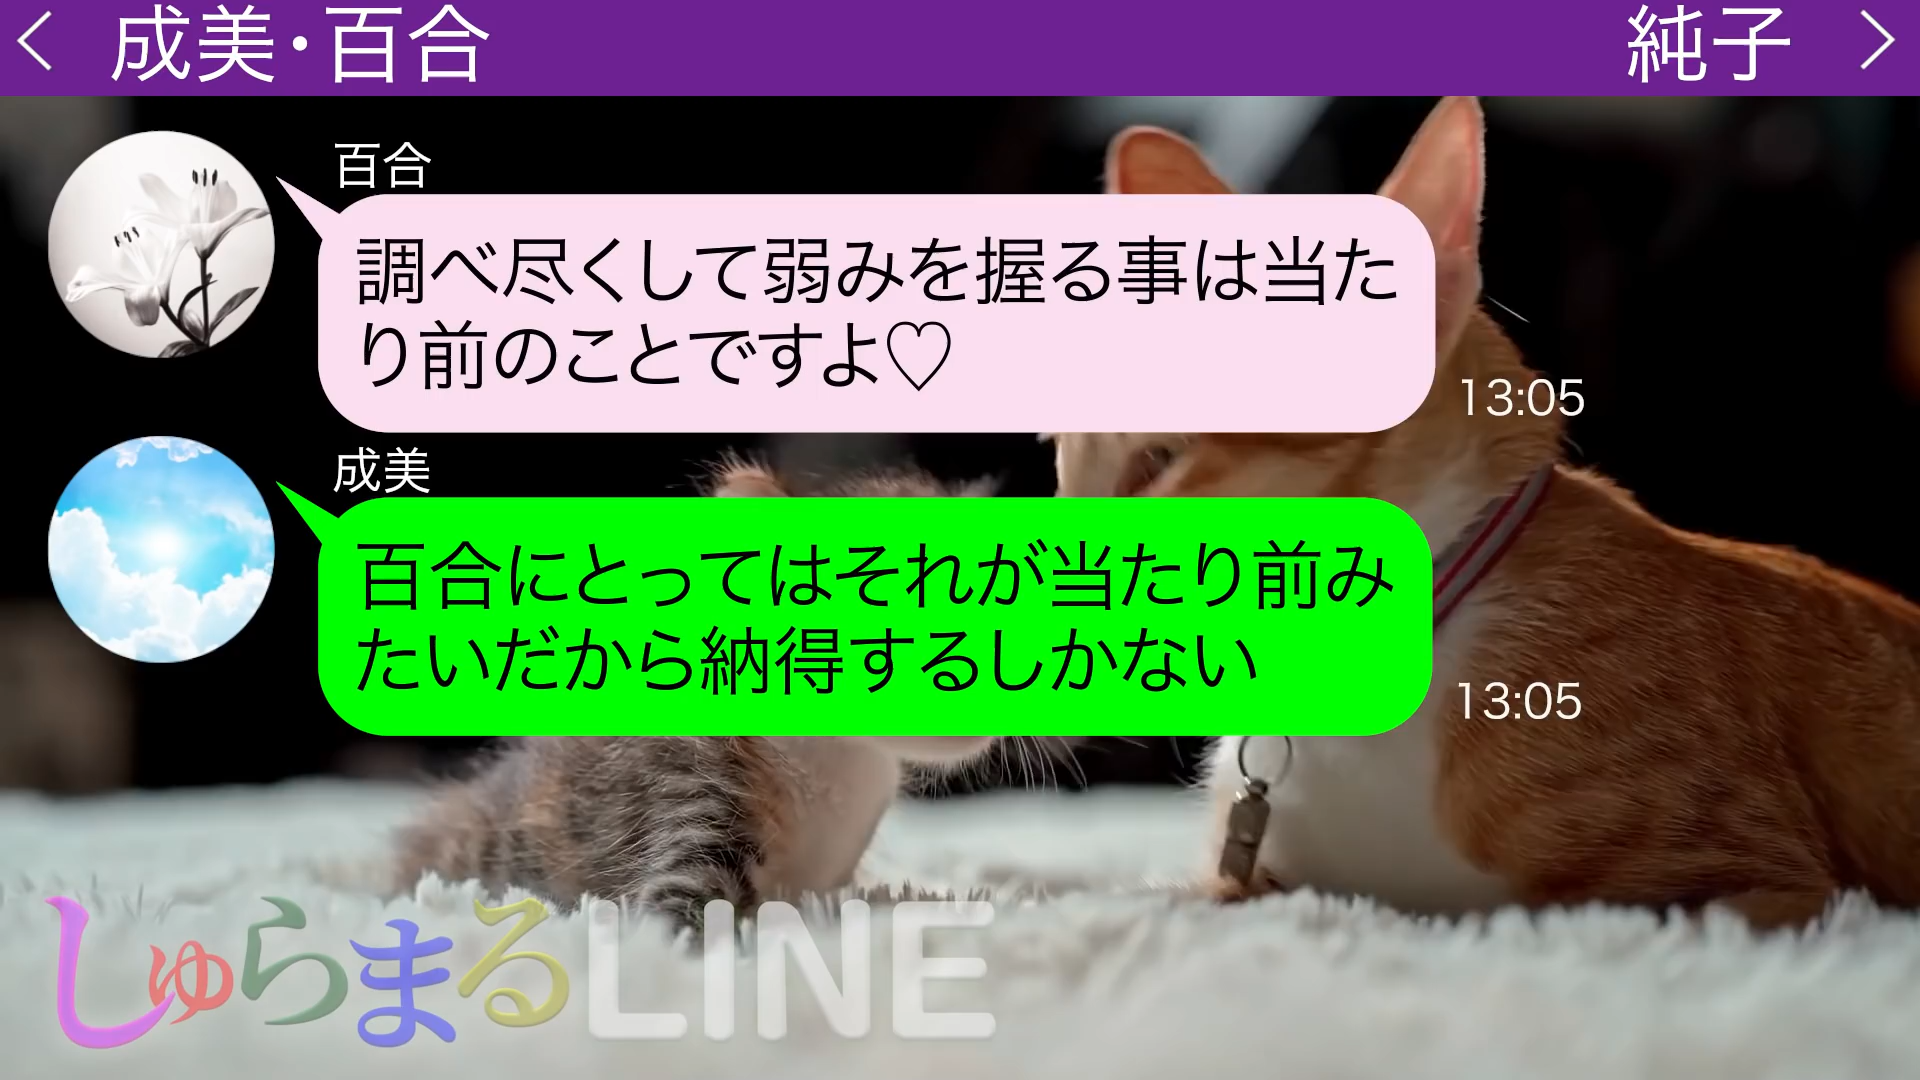 成美・百合
純子
百合
調べ尽くして弱みを握る事は当た
り前のことですよ♡
13:05
成美
百合にとってはそれが当たり前み
たいだから納得するしかない
13:05
しゅらまるLINE